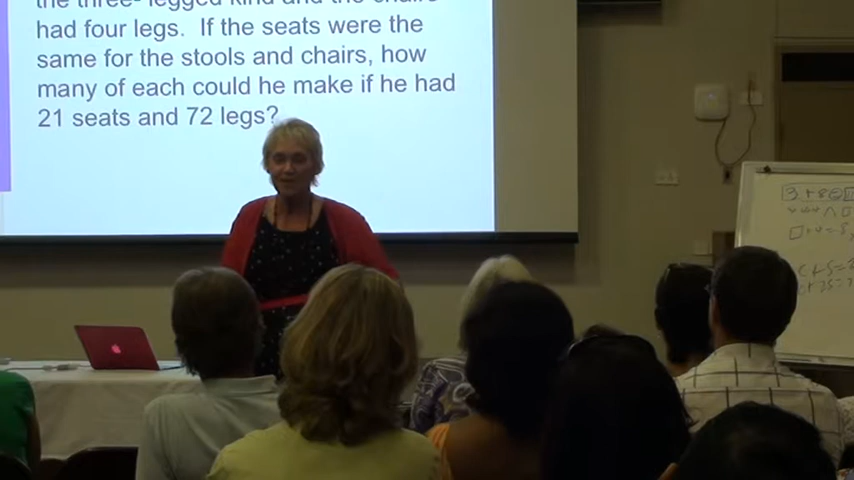 the three- legged kind and the chairs
had four legs. If the seats were the
same for the stools and chairs, how
many of each could he make if he had
21 seats and 72 legs?